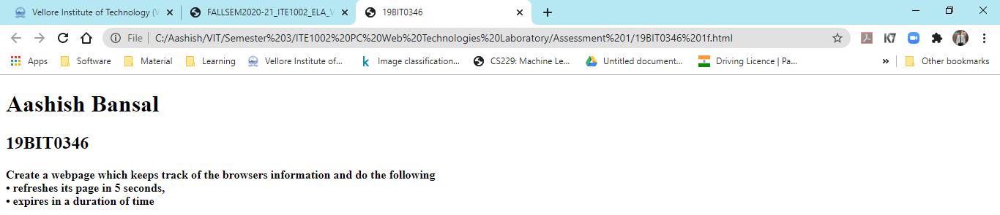 Vellore Institute of Technology (V
FALLSEM2020-21_ITE1002_ELA_V
19BIT0346
File
C:/Aashish/VIT/Semester%203/ITE1002%20PC%20Web%20Technologies%20Laboratory/Assessment%201/19BIT0346%201f.html
K7
Apps
Software
Material
Learning
Vellore Institute of...
k
Image classification...
CS229: Machine Le...
Untitled document...
Driving Licence | Pa...
»
Other bookmarks
Aashish Bansal
19BIT0346
Create a webpage which keeps track of the browsers information and do the following
• refreshes its page in 5 seconds,
• expires in a duration of time